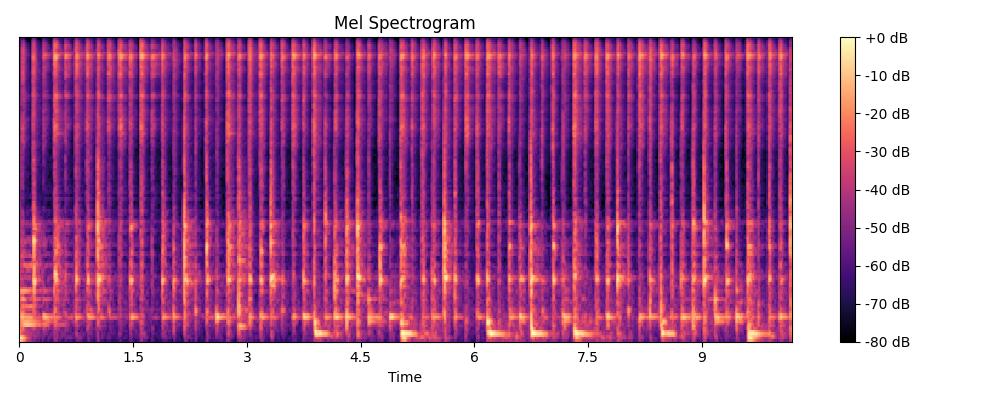 Mel Spectrogram
+0 dB
-10 dB
-20 dB
-30 dB
-40 dB
-50 dB
-60 dB
-70 dB
-80 dB
0 1.5 3 4.5 6 7.5 9
Time